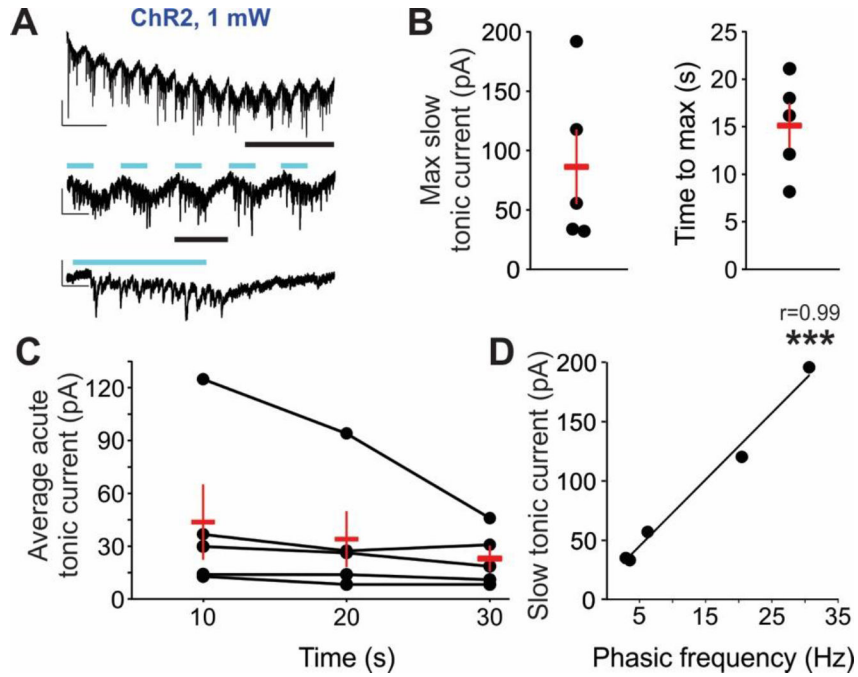 A
ChR2, 1 mW
B
Max slow
tonic current (pA)
200
150
100
50
0
Time to max (s)
25
20
15
10
5
0
C
Average acute
tonic current (pA)
120
90
60
30
0
10
20
30
Time (s)
D
r=0.99
***
Slow tonic current (pA)
200
150
100
50
0
5
15
25
35
Phasic frequency (Hz)